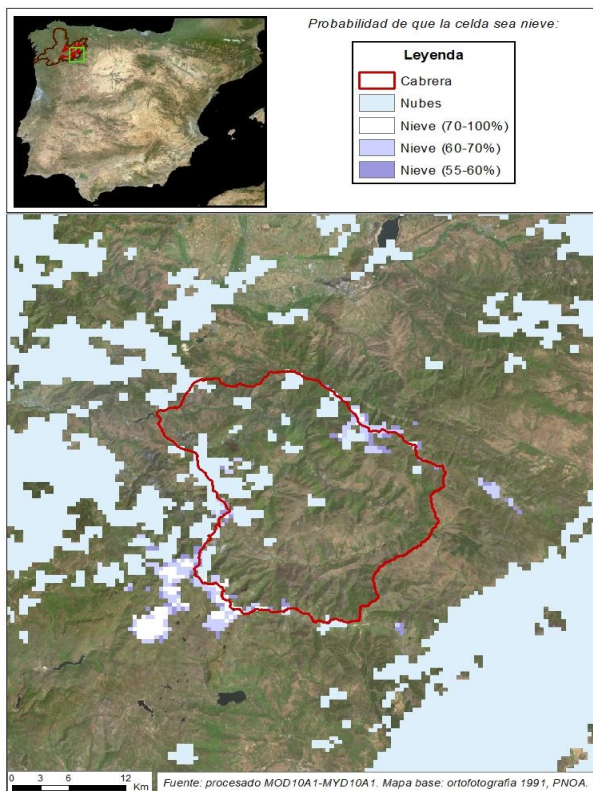 Probabilidad de que la celda sea nieve:
Leyenda
Cabrera
Nubes
Nieve (70-100%)
Nieve (60-70%)
Nieve (55-60%)
0 3 6 12 Km
Fuente: procesado MOD10A1-MYD10A1. Mapa base: ortofotografía 1991, PNOA.